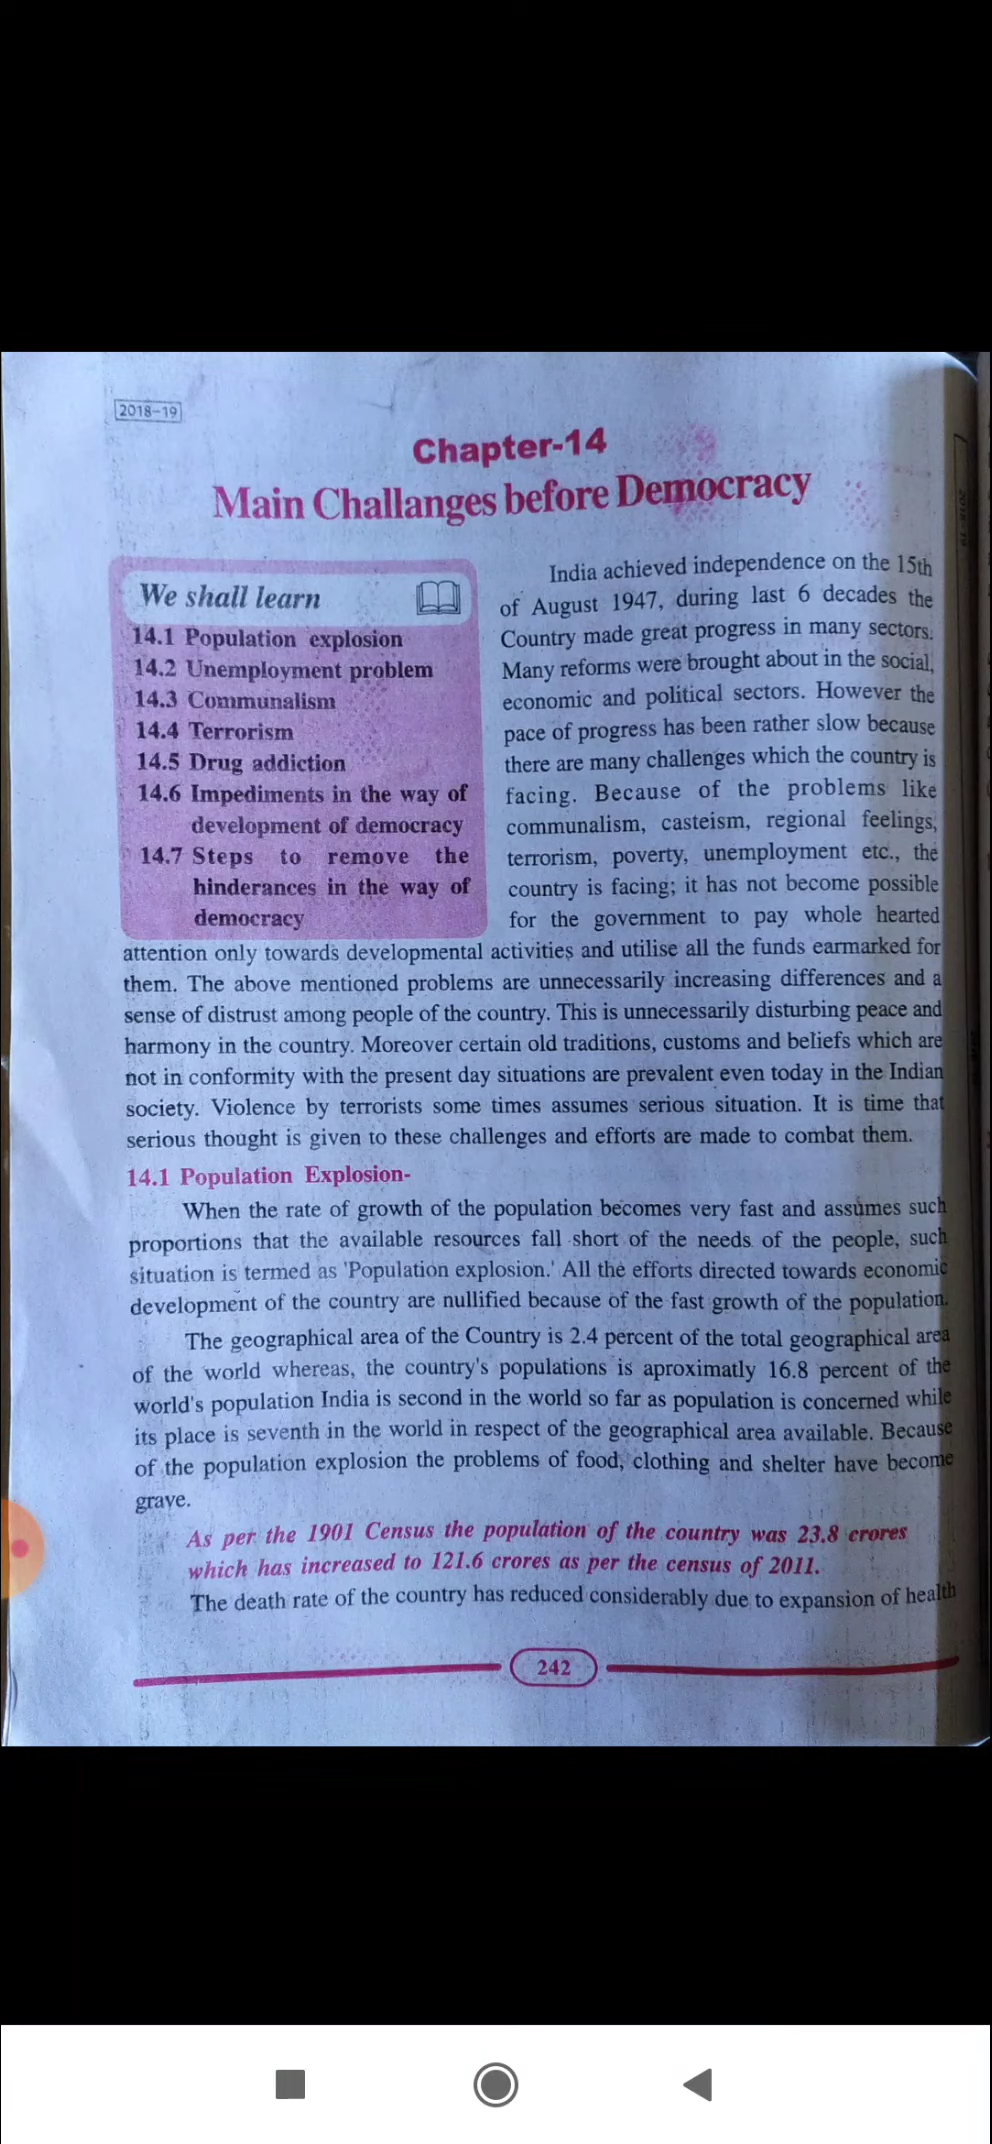 2018-19
Chapter-14
Main Challanges before Democracy
We shall learn
14.1 Population explosion
14.2 Unemployment problem
14.3 Communalism
14.4 Terrorism
14.5 Drug addiction
14.6 Impediments in the way of
development of democracy
14.7 Steps to remove the
hinderances in the way of
democracy
India achieved independence on the 15th
of August 1947, during last 6 decades the
Country made great progress in many sectors.
Many reforms were brought about in the social,
economic and political sectors. However the
pace of progress has been rather slow because
there are many challenges which the country is
facing. Because of the problems like
communalism, casteism, regional feelings,
terrorism, poverty, unemployment etc., the
country is facing; it has not become possible
for the government to pay whole hearted
attention only towards developmental activities and utilise all the funds earmarked for
them. The above mentioned problems are unnecessarily increasing differences and a
sense of distrust among people of the country. This is unnecessarily disturbing peace and
harmony in the country. Moreover certain old traditions, customs and beliefs which are
not in conformity with the present day situations are prevalent even today in the Indian
society. Violence by terrorists some times assumes serious situation. It is time that
serious thought is given to these challenges and efforts are made to combat them.
14.1 Population Explosion-
When the rate of growth of the population becomes very fast and assumes such
proportions that the available resources fall short of the needs of the people, such
situation is termed as 'Population explosion.' All the efforts directed towards economic
development of the country are nullified because of the fast growth of the population.
The geographical area of the Country is 2.4 percent of the total geographical area
of the world whereas, the country's populations is aproximatly 16.8 percent of the
world's population India is second in the world so far as population is concerned while
its place is seventh in the world in respect of the geographical area available. Because
of the population explosion the problems of food, clothing and shelter have become
grave.
As per the 1901 Census the population of the country was 23.8 crores
which has increased to 121.6 crores as per the census of 2011.
The death rate of the country has reduced considerably due to expansion of health
242